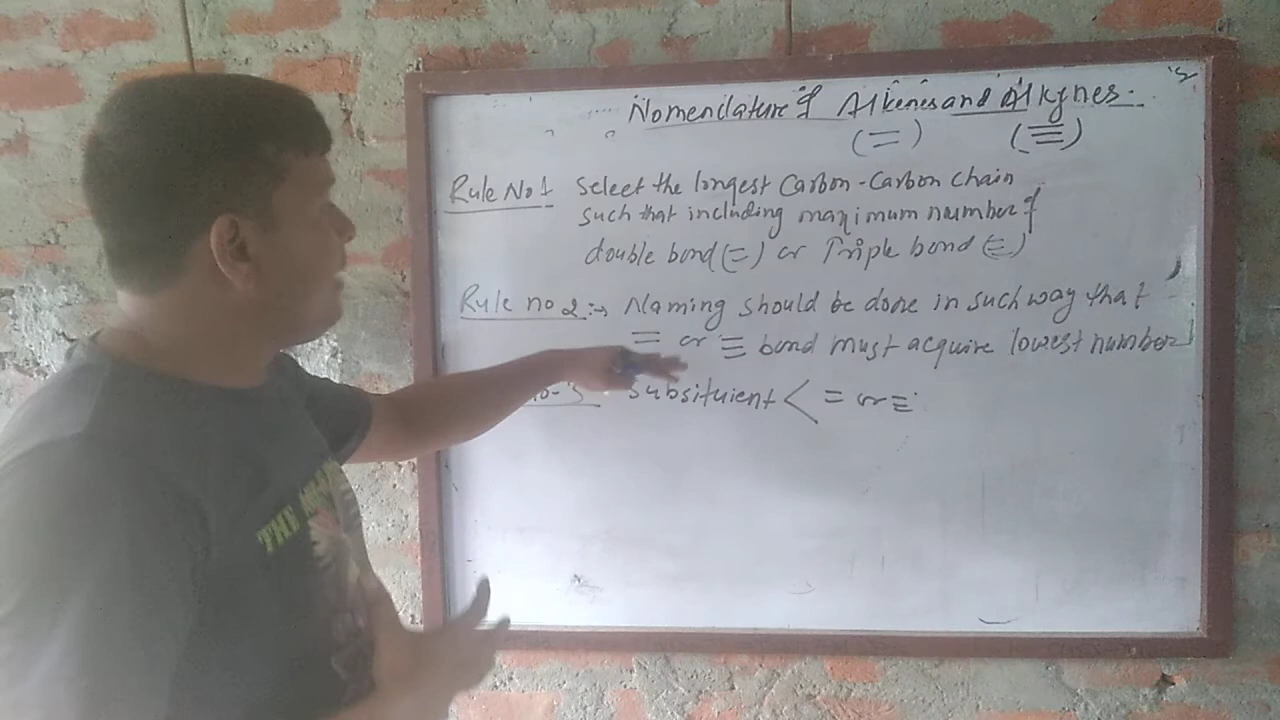 Nomenclature of Alkenes and Alkynes.
(=) (≡)
Rule No 1 Select the longest Carbon-Carbon chain
such that including maximum number of
double bond (=) or Triple bond (≡)
Rule no 2:→ Naming should be done in such way that
= or ≡ bond must acquire lowest number
Subsituient < = or ≡
THE